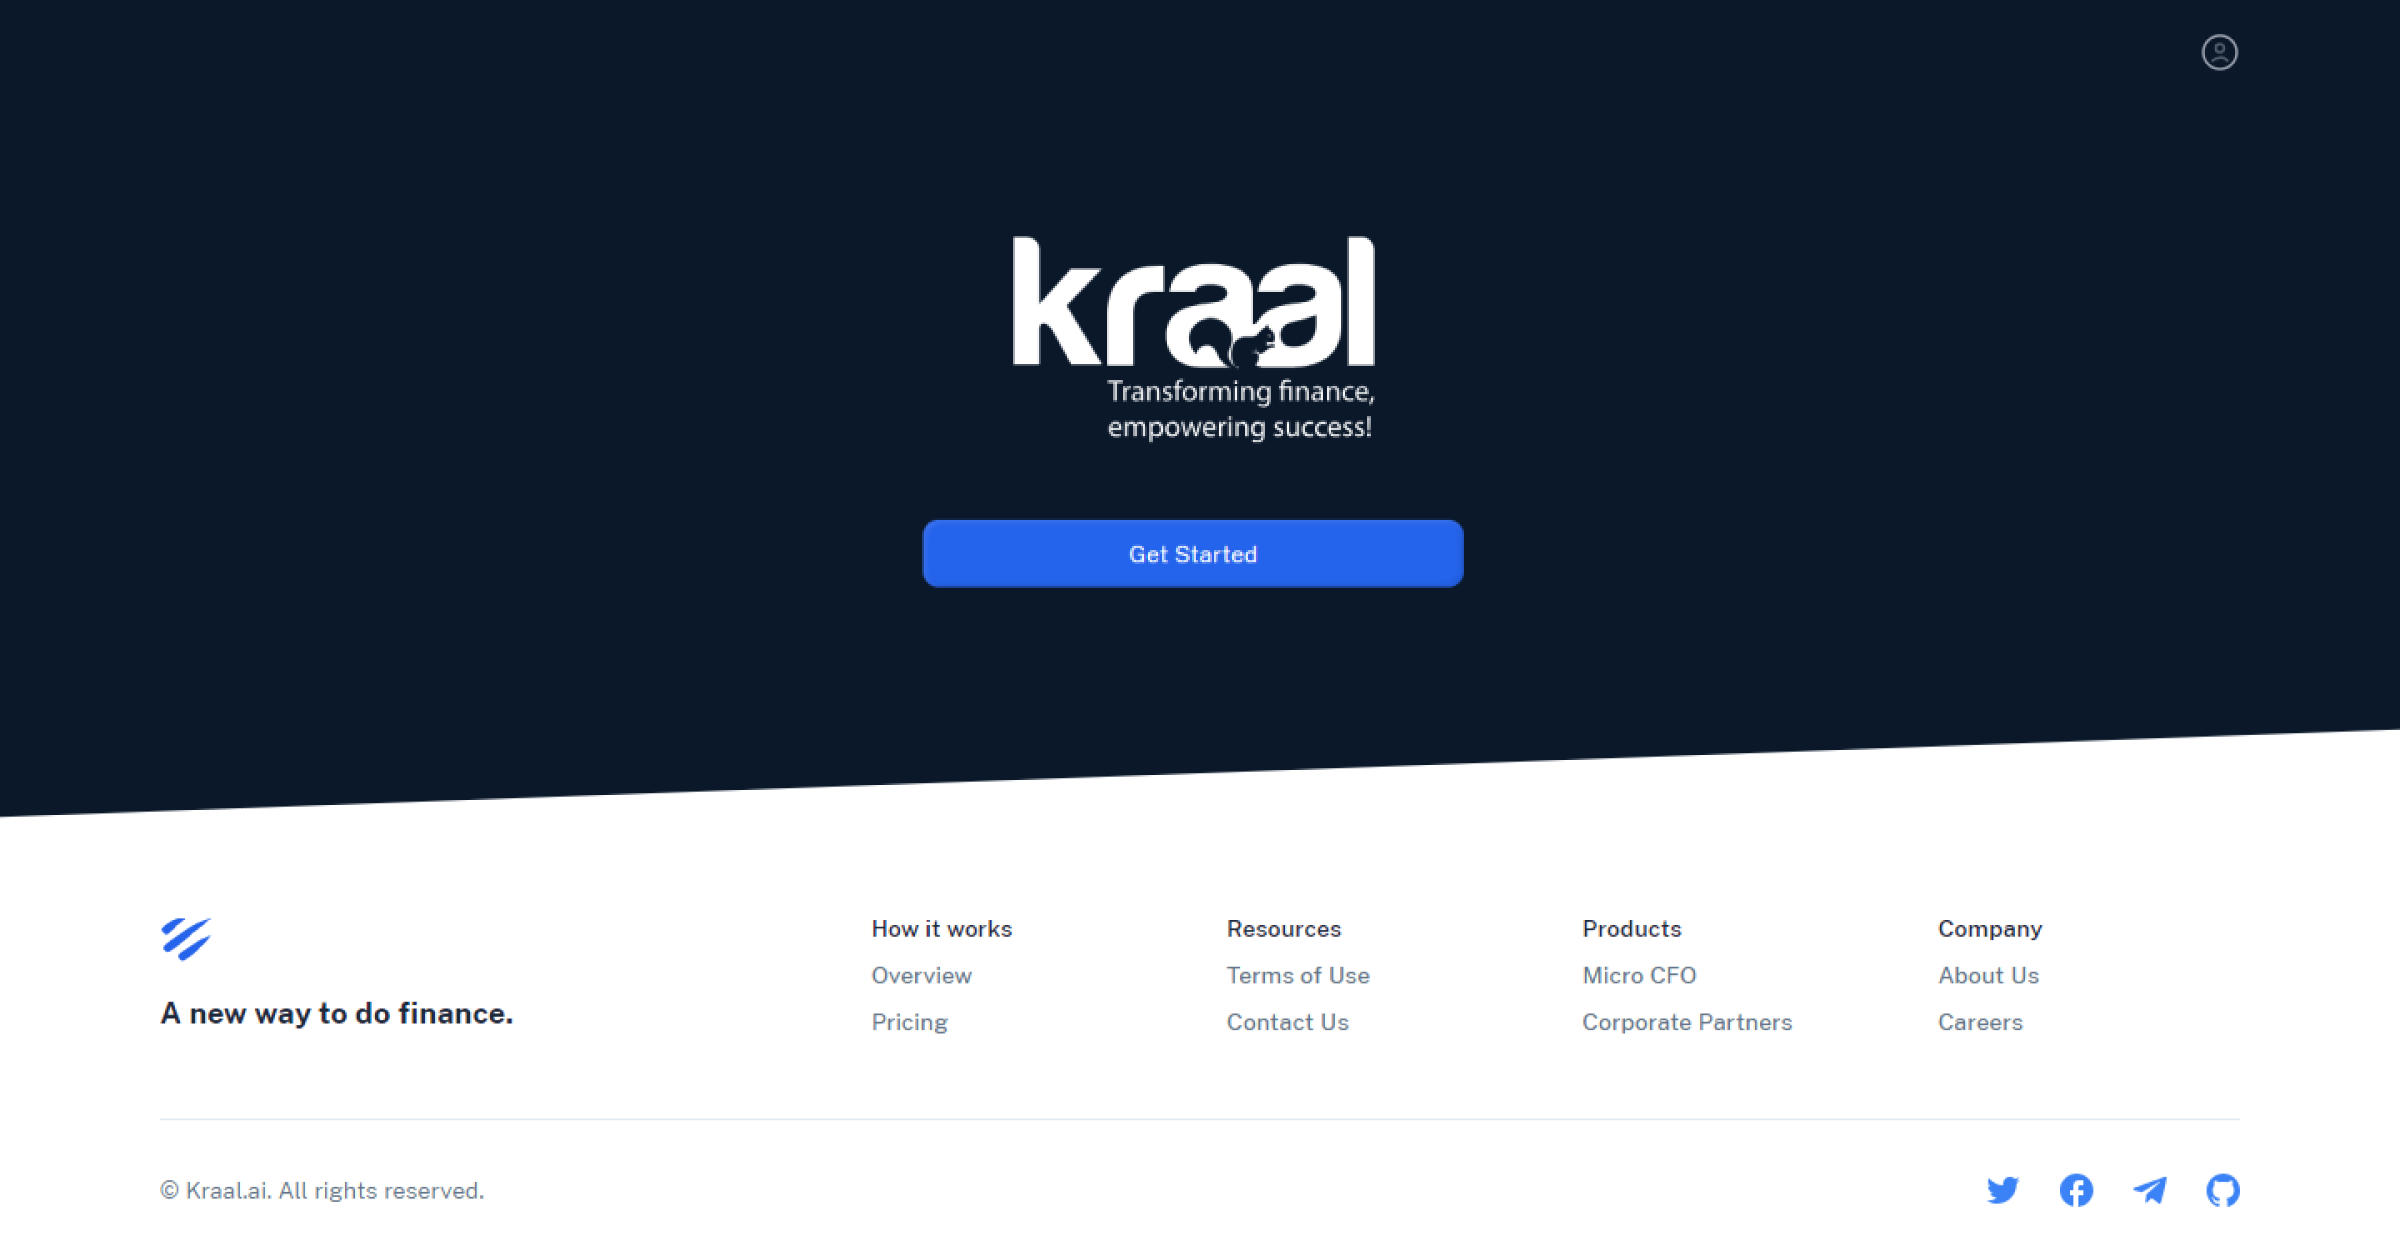 kraal
Transforming finance,
empowering success!
Get Started
A new way to do finance.
How it works
Overview
Pricing
Resources
Terms of Use
Contact Us
Products
Micro CFO
Corporate Partners
Company
About Us
Careers
© Kraal.ai. All rights reserved.